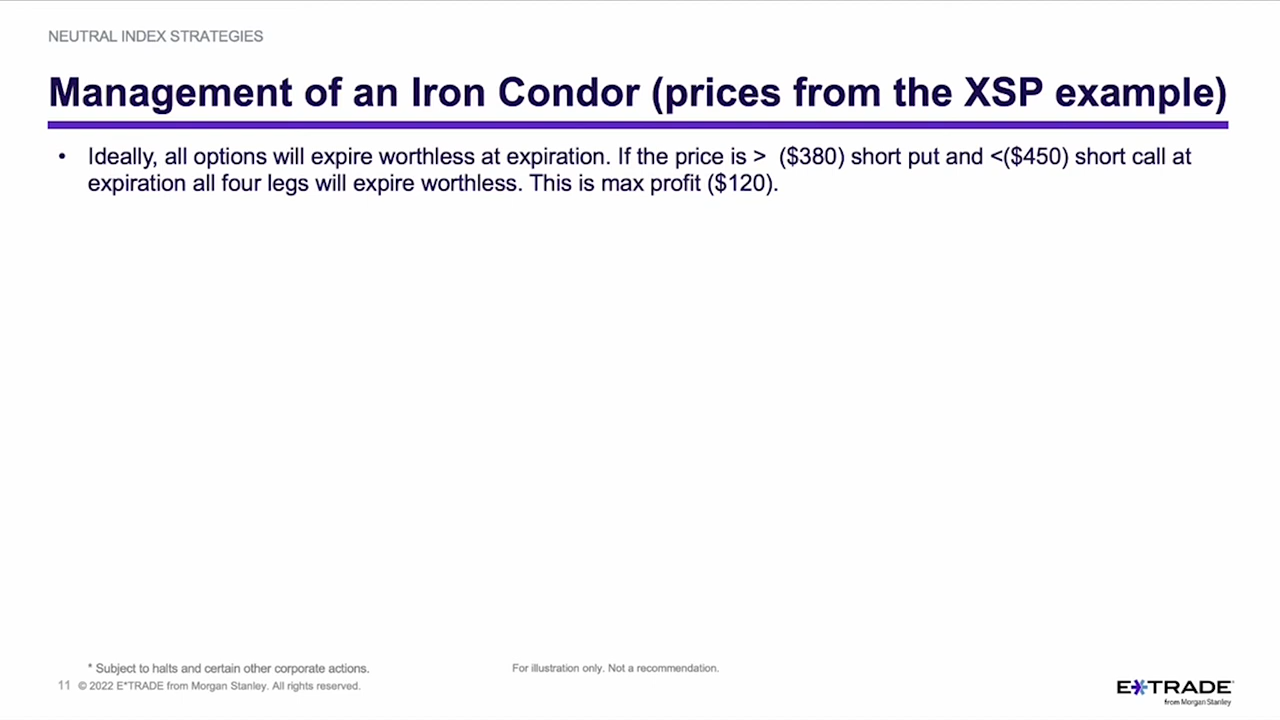 NEUTRAL INDEX STRATEGIES
Management of an Iron Condor (prices from the XSP example)
• Ideally, all options will expire worthless at expiration. If the price is > ($380) short put and <($450) short call at
expiration all four legs will expire worthless. This is max profit ($120).
* Subject to halts and certain other corporate actions.
For illustration only. Not a recommendation.
11 © 2022 E*TRADE from Morgan Stanley. All rights reserved.
E*TRADE
from Morgan Stanley